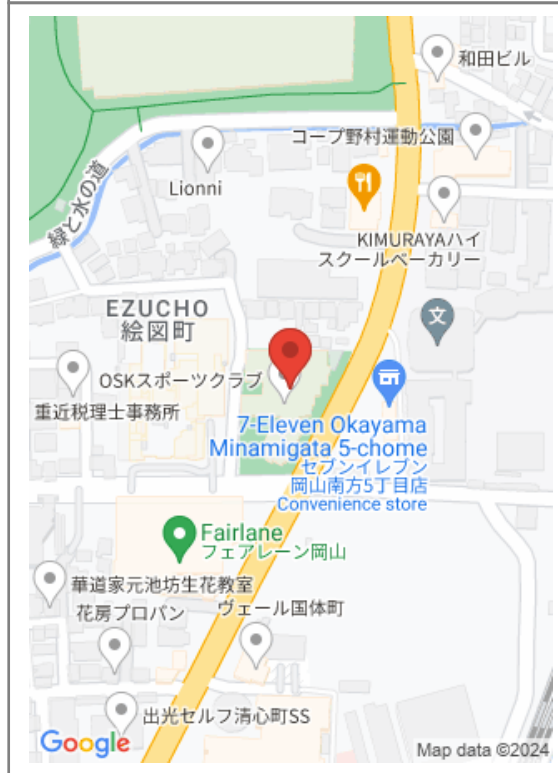 和田ビル
コープ野村運動公園
Lionni
緑と水の道
KIMURAYAハイ
スクールベーカリー
EZUCHO
絵図町
文
OSKスポーツクラブ
重近税理士事務所
7-Eleven Okayama
Minamigata 5-chome
セブンイレブン
岡山南方5丁目店
Convenience store
Fairlane
フェアレーン岡山
華道家元池坊生花教室
花房プロパン
ヴェール国体町
出光セルフ清心町SS
Google
Map data ©2024